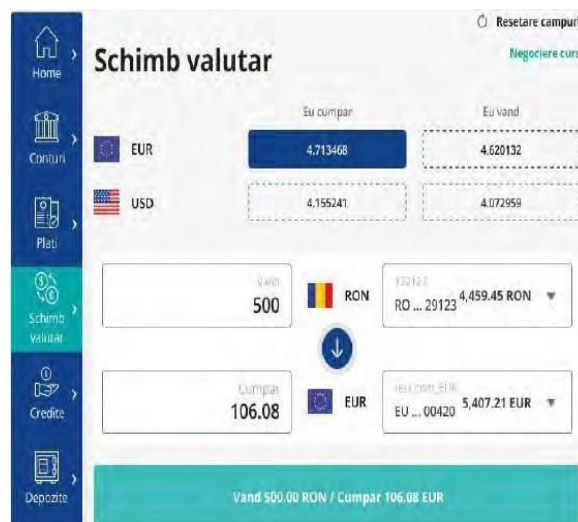 Resetare campuri
Home
Schimb valutar
Negociere curs
Eu cumpar
Eu vand
Conturi
EUR
4.713468
4.620132
USD
4.155241
4.072959
Plati
Vand
500
RON
132123
RO ... 29123
4,459.45 RON
Schimb
valutar
Cumpar
106.08
EUR
EU ... 00420
5,407.21 EUR
Credite
Depozite
Vand 500.00 RON / Cumpar 106.08 EUR